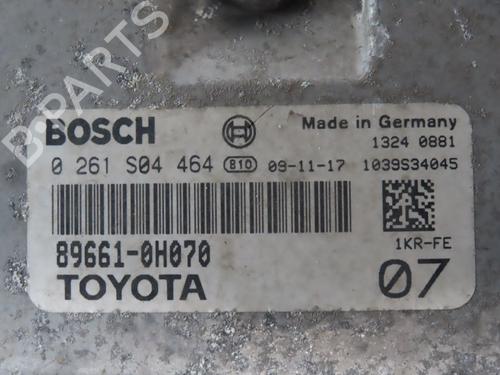 B-PARTS
BOSCH
Made in Germany
1324 0881
0 261 S04 464 B10 09-11-17 1039S34045
89661-0H070
1KR-FE
TOYOTA
07